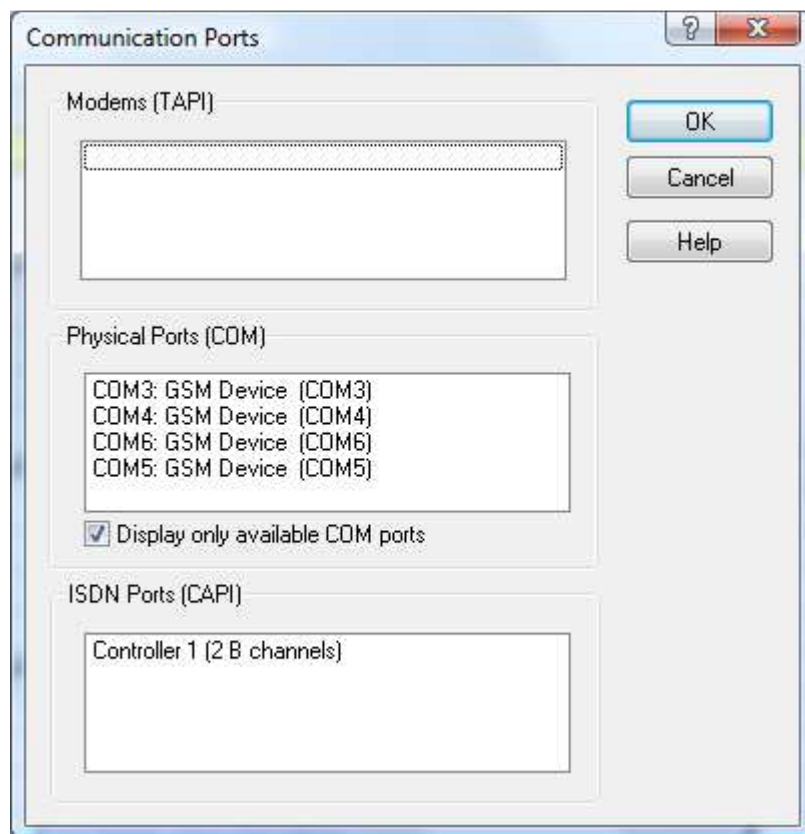 Communication Ports
?
Modems (TAPI)
OK
Cancel
Help
Physical Ports (COM)
COM3: GSM Device (COM3)
COM4: GSM Device (COM4)
COM6: GSM Device (COM6)
COM5: GSM Device (COM5)
Display only available COM ports
ISDN Ports (CAPI)
Controller 1 (2 B channels)